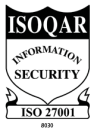 ISOQAR
INFORMATION
SECURITY
ISO 27001
8030